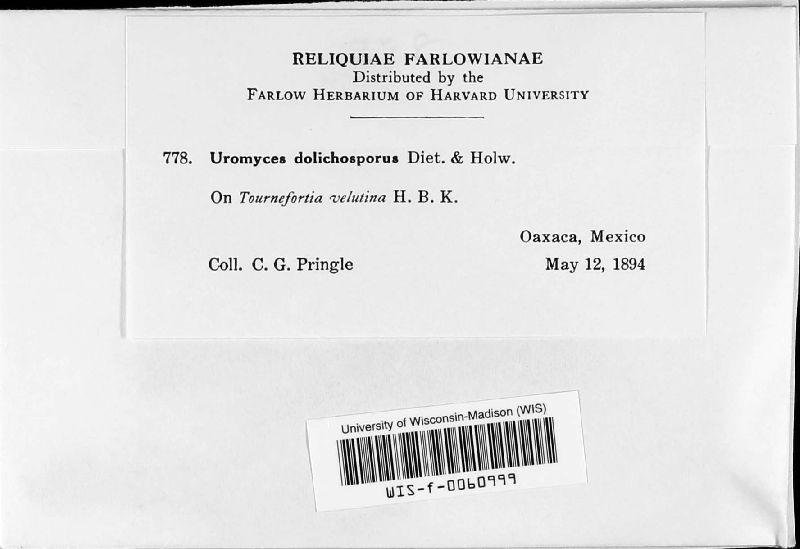 RELIQUIAE FARLOWIANAE
Distributed by the
FARLOW HERBARIUM OF HARVARD UNIVERSITY
778. Uromyces dolichosporus Diet. & Holw.
On Tournefortia velutina H. B. K.
Oaxaca, Mexico
Coll. C. G. Pringle May 12, 1894
University of Wisconsin-Madison (WIS)
WIS-f-0060999